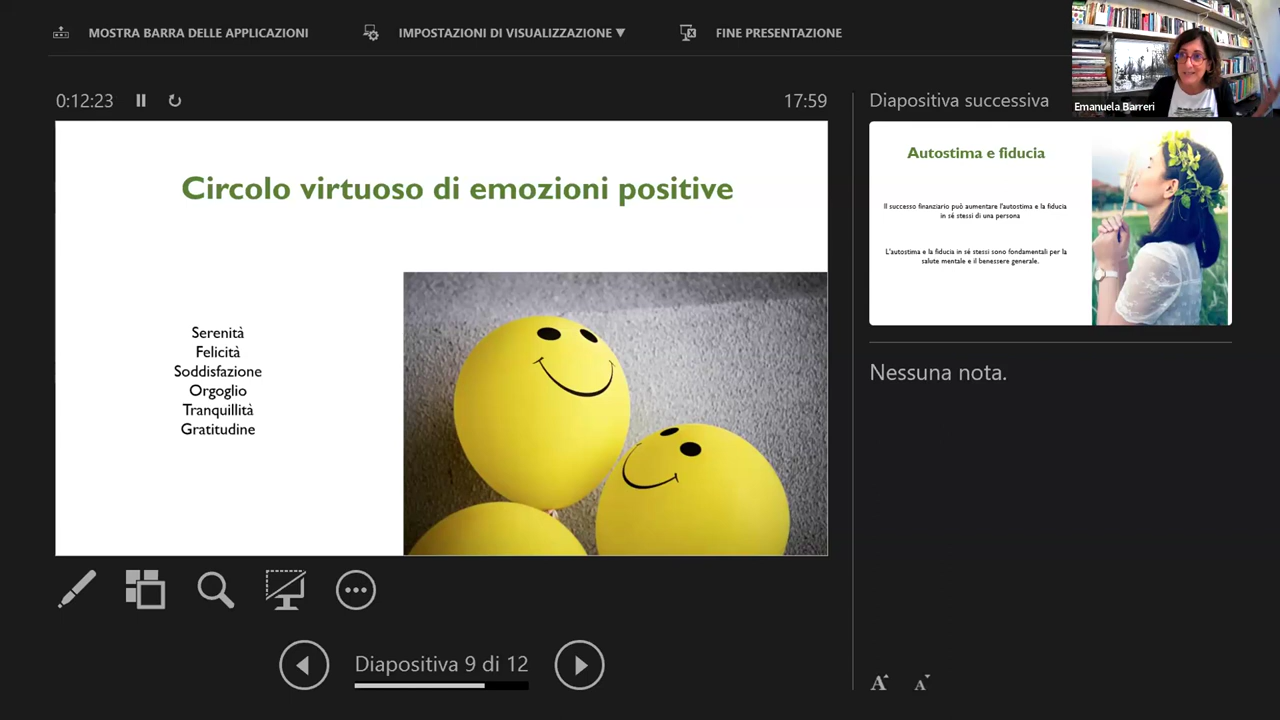 MOSTRA BARRA DELLE APPLICAZIONI
IMPOSTAZIONI DI VISUALIZZAZIONE ▼
FINE PRESENTAZIONE
Emanuela Barreri
0:12:23
17:59
Diapositiva successiva
Circolo virtuoso di emozioni positive
Serenità
Felicità
Soddisfazione
Orgoglio
Tranquillità
Gratitudine
Autostima e fiducia
Il successo finanziario può aumentare l'autostima e la fiducia
in sé stessi di una persona
L'autostima e la fiducia in sé stessi sono fondamentali per la
salute mentale e il benessere generale.
Nessuna nota.
Diapositiva 9 di 12
A A